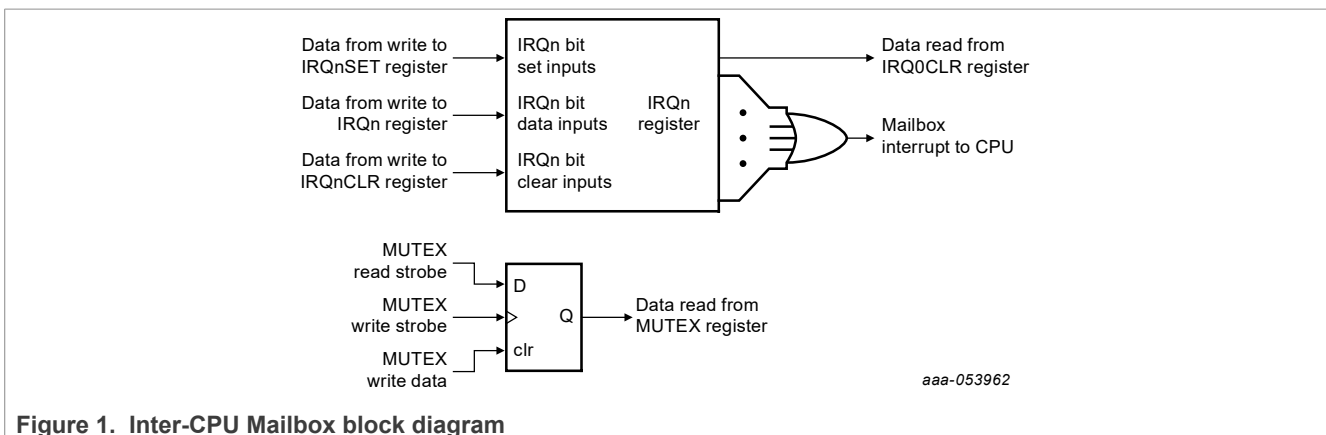 Data from write to
IRQnSET register
IRQn bit
set inputs
Data read from
IRQ0CLR register
Data from write to
IRQn register
IRQn bit
data inputs
IRQn
register
Mailbox
interrupt to CPU
Data from write to
IRQnCLR register
IRQn bit
clear inputs
MUTEX
read strobe
D
MUTEX
write strobe
Q
Data read from
MUTEX register
MUTEX
write data
clr
aaa-053962
Figure 1. Inter-CPU Mailbox block diagram